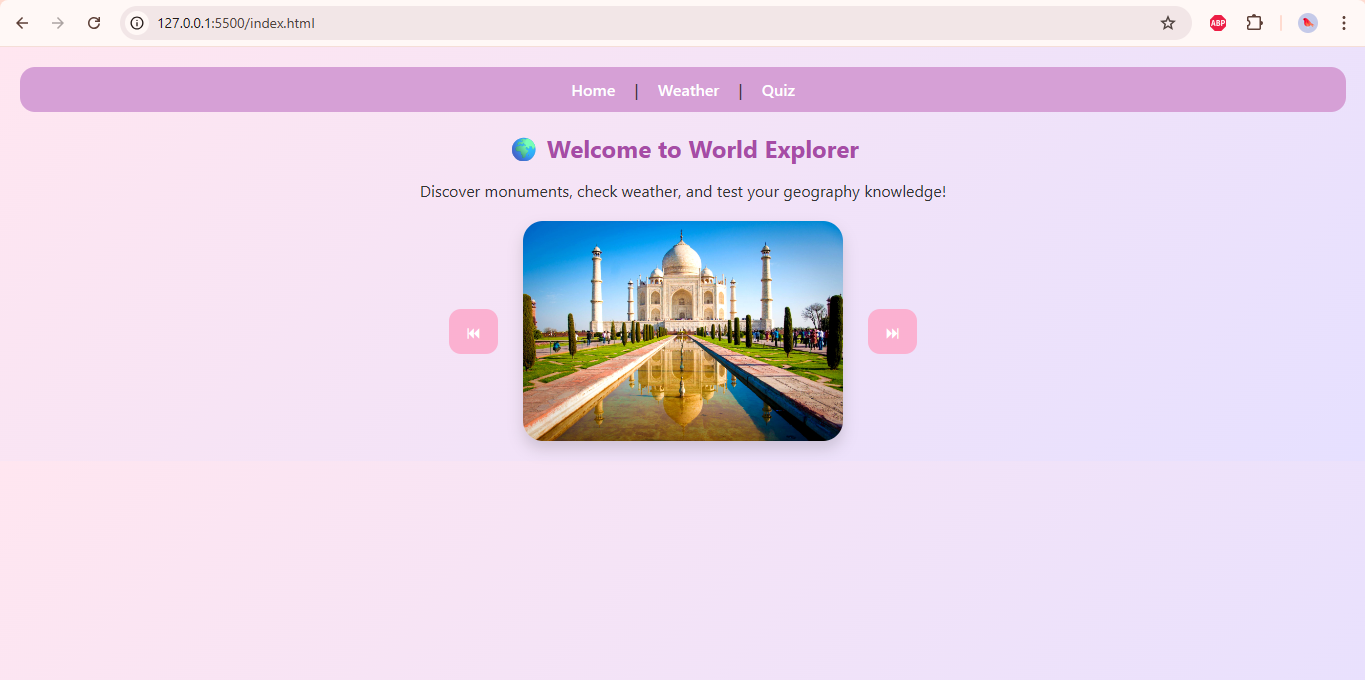 127.0.0.1:5500/index.html
ABP
Home | Weather | Quiz
🌍 Welcome to World Explorer
Discover monuments, check weather, and test your geography knowledge!